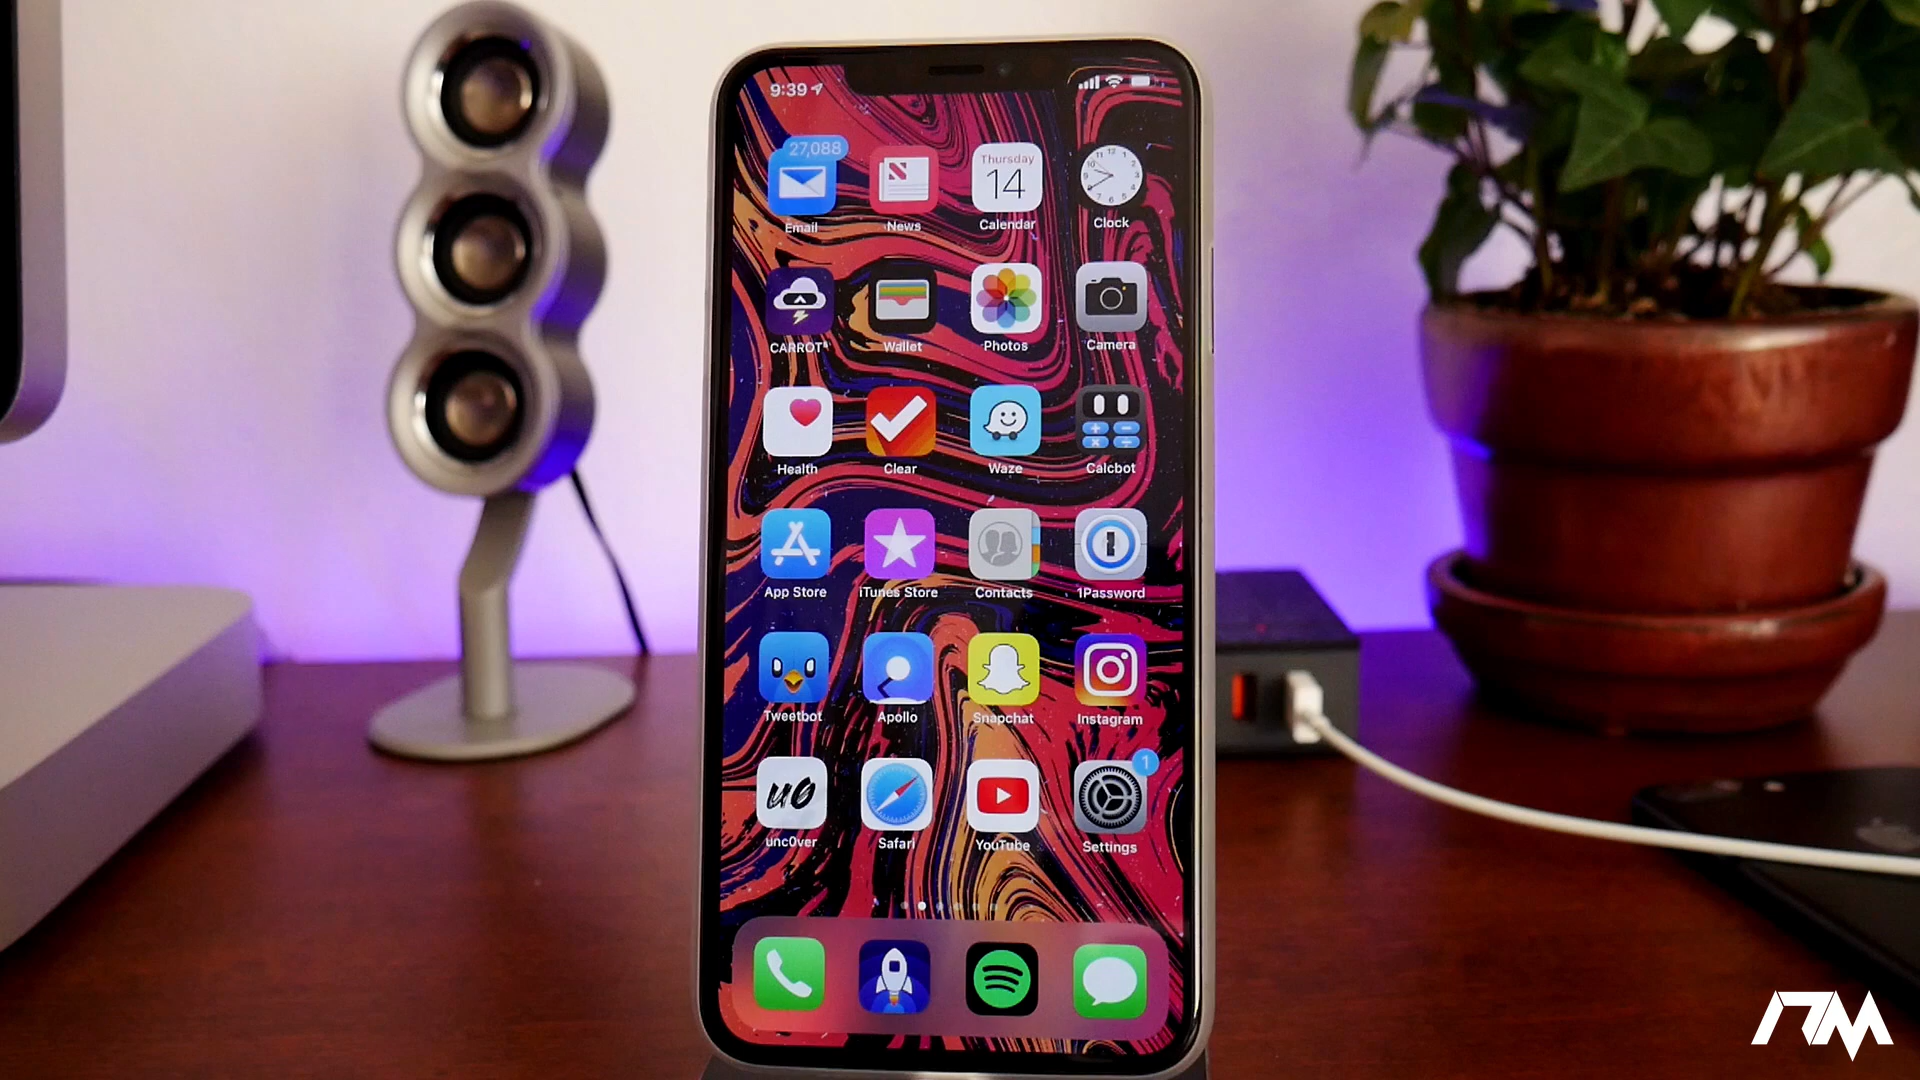 9:39
27,088
Thursday
14
Email
News
Calendar
Clock
CARROT
Wallet
Photos
Camera
Health
Clear
Waze
Calcbot
App Store
iTunes Store
Contacts
1Password
Tweetbot
Apollo
Snapchat
Instagram
u0
1
unc0ver
Safari
YouTube
Settings